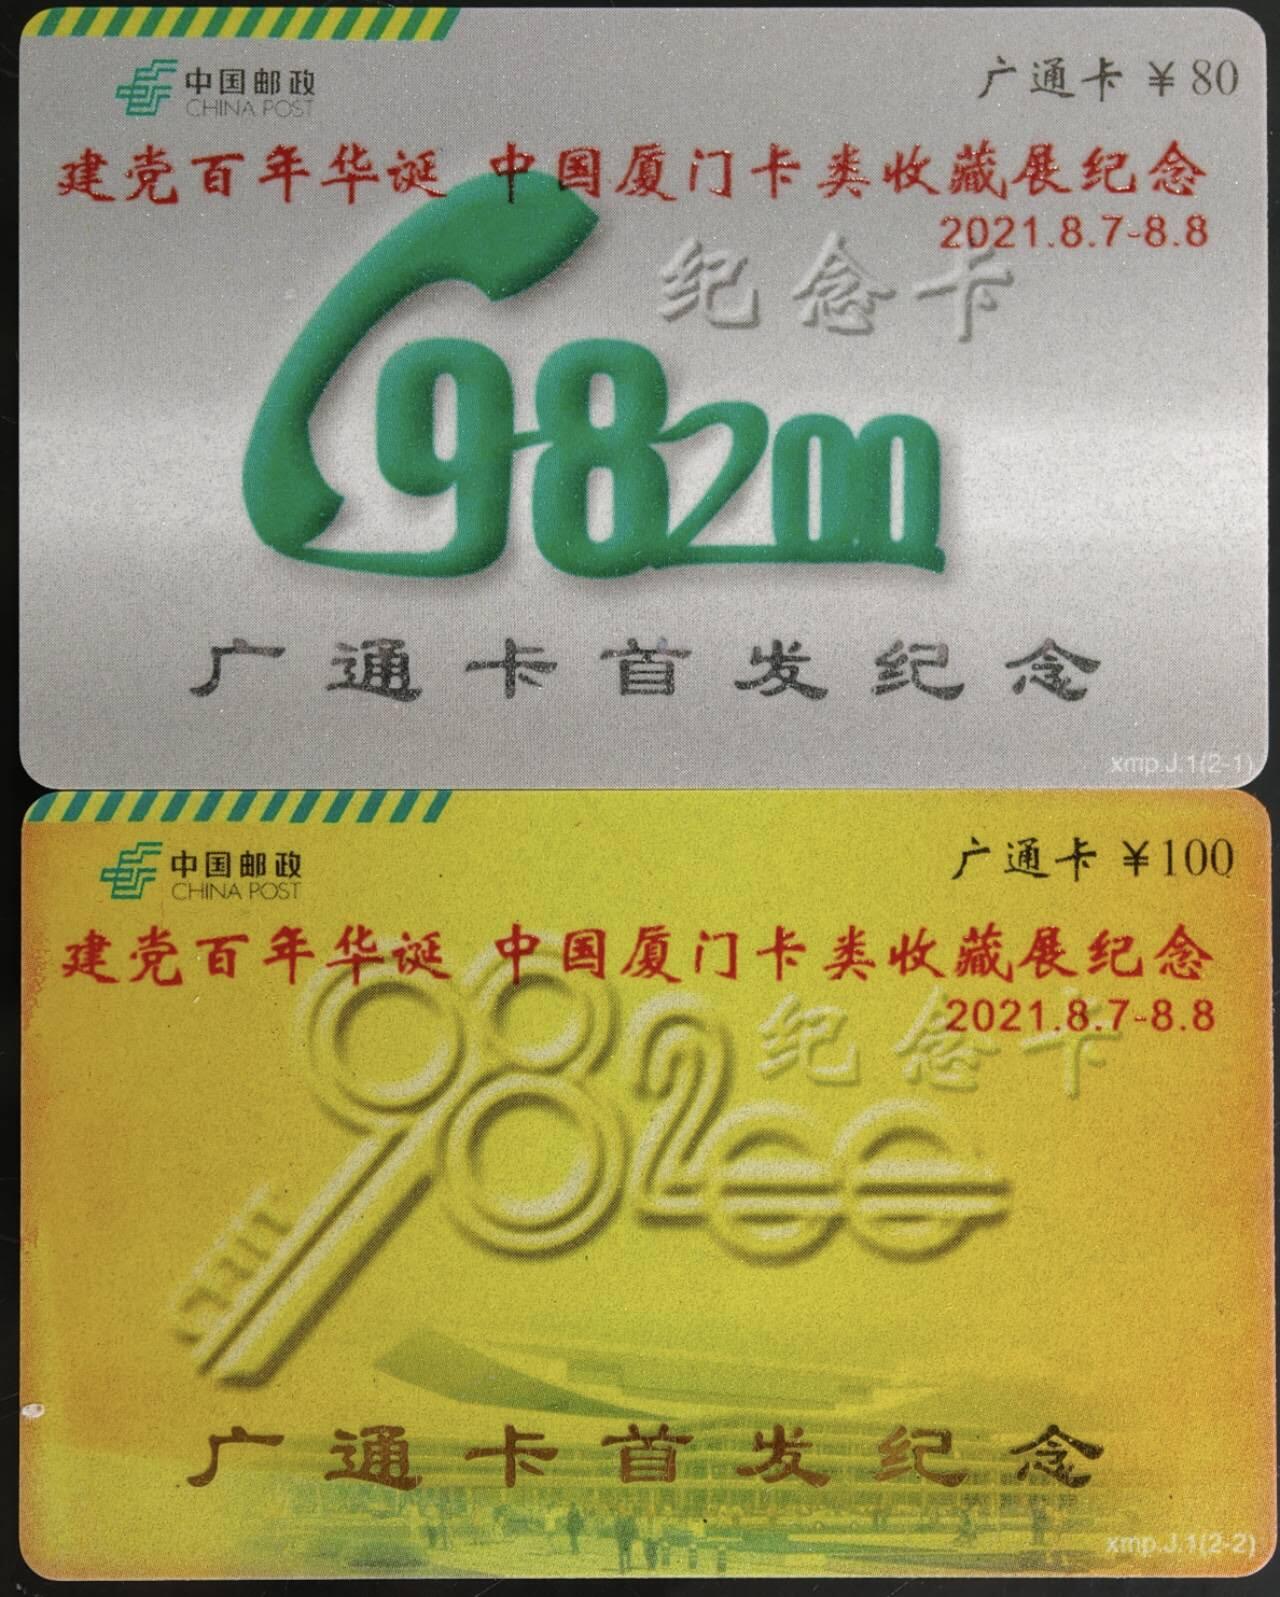 中国邮政
CHINA POST
广通卡 ¥ 80
建党百年华诞 中国厦门卡类收藏展纪念
2021.8.7-8.8
纪念卡
98200
广通卡首发纪念
xmp.J.1(2-1)
中国邮政
CHINA POST
广通卡 ¥100
建党百年华诞 中国厦门卡类收藏展纪念
2021.8.7-8.8
纪念卡
98200
广通卡首发纪念
xmp.J.1(2-2)